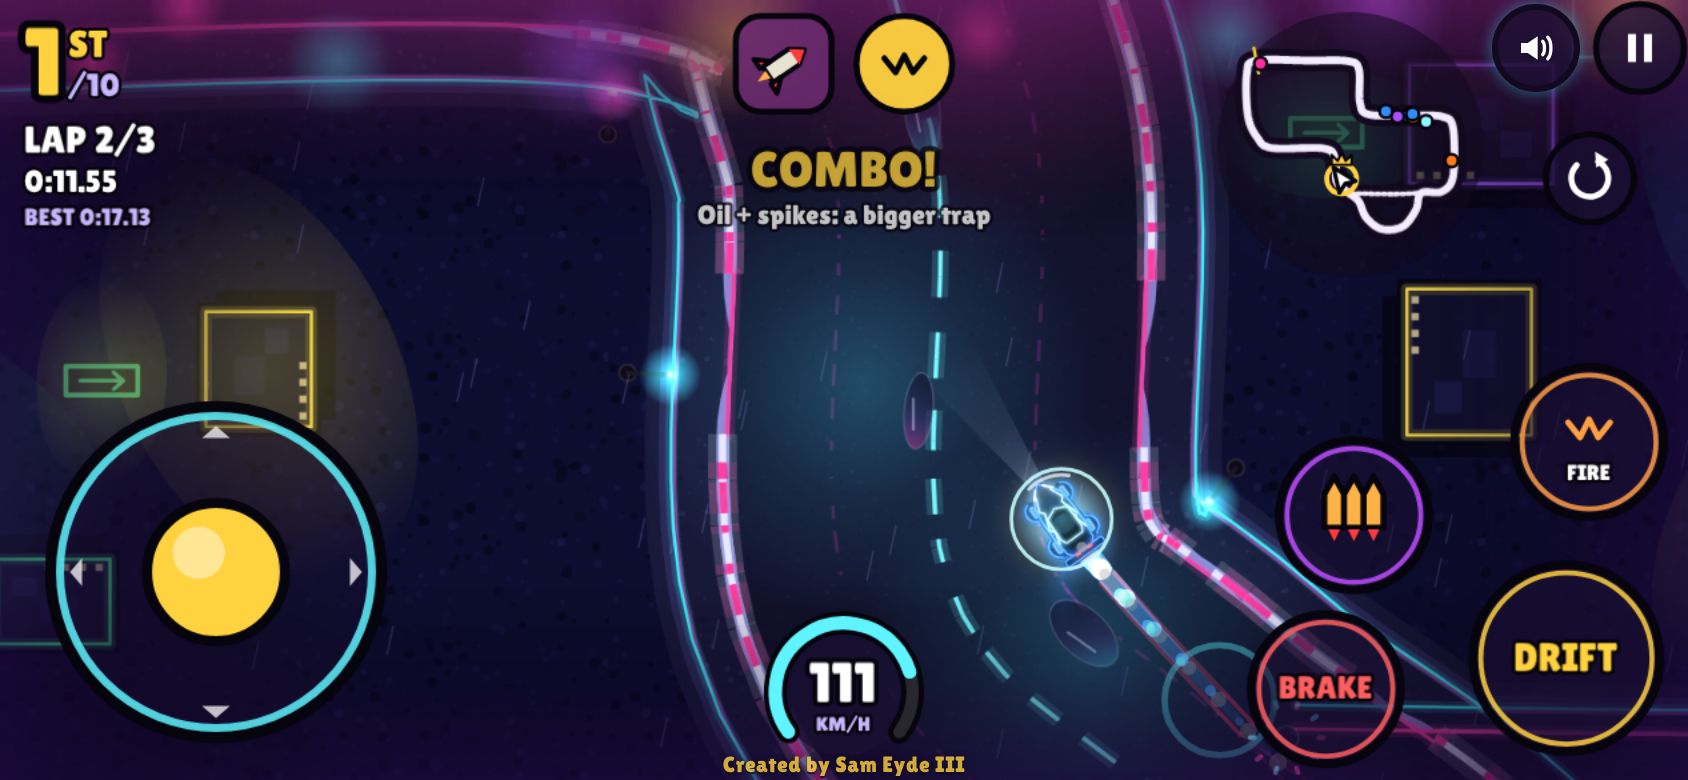 1ST
/10
LAP 2/3
0:11.55
BEST 0:17.13
COMBO!
Oil + spikes: a bigger trap
FIRE
DRIFT
BRAKE
111
KM/H
Created by Sam Eyde III